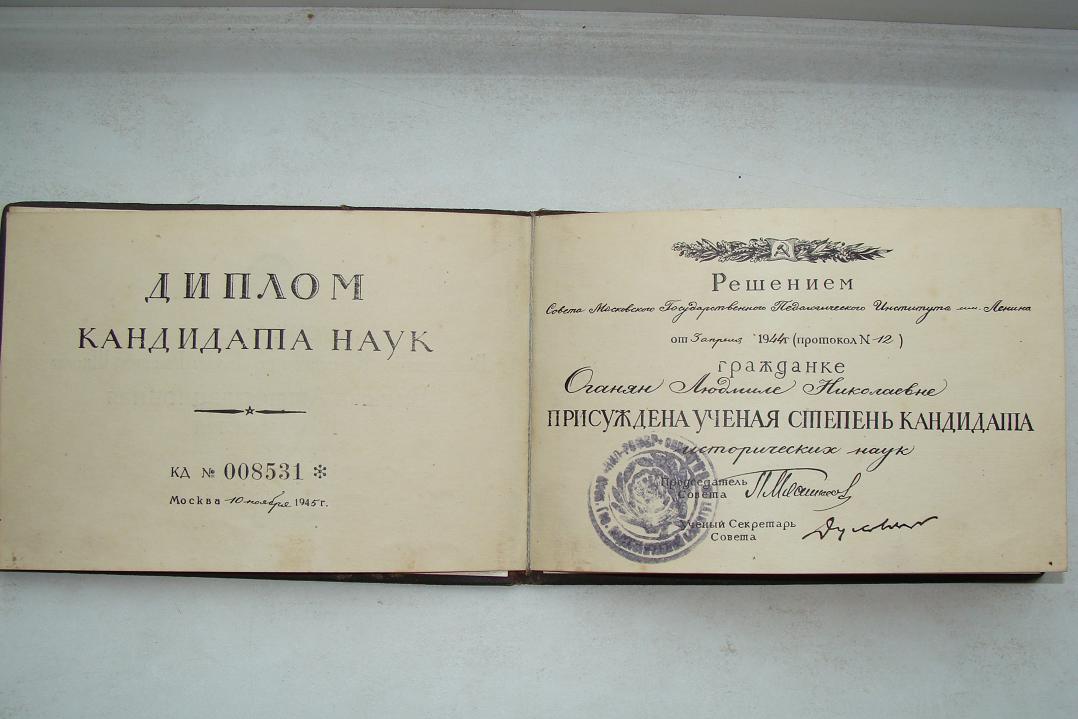 ДИПЛОМ
КАНДИДАТА НАУК
КД № 008531 *
Москва 10 ноября 1945 г.
Решением
Совета Московского Государственного Педагогического Института им. Ленина
от 3 апреля 1944 г (протокол N 12 )
гражданке
Оганян Людмиле Николаевне
ПРИСУЖДЕНА УЧЕНАЯ СТЕПЕНЬ КАНДИДАТА
исторических наук
Председатель
Совета
Ученый Секретарь
Совета